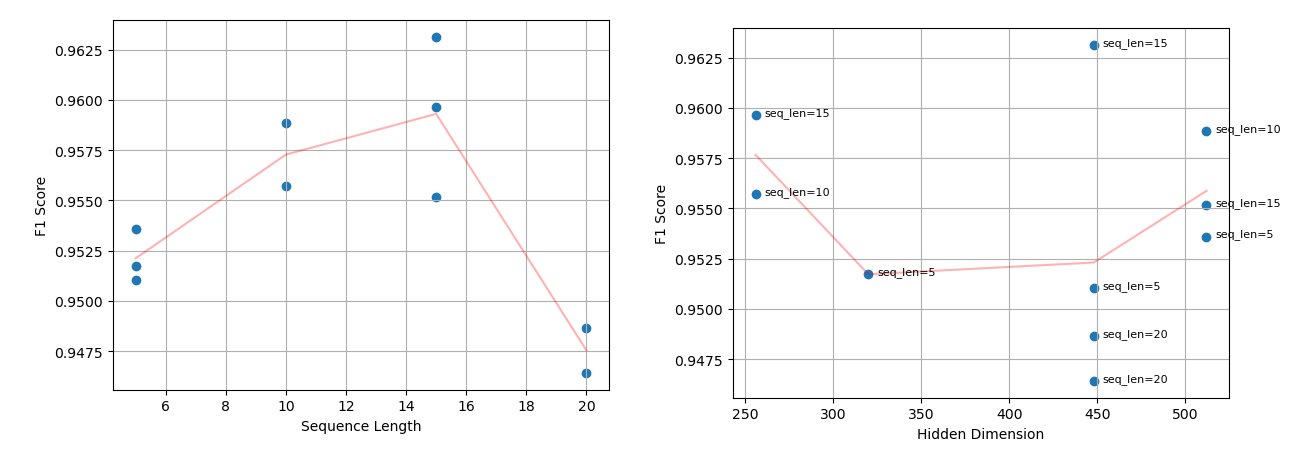 0.9625
0.9600
0.9575
0.9550
0.9525
0.9500
0.9475
F1 Score
6 8 10 12 14 16 18 20
Sequence Length
0.9625
0.9600
0.9575
0.9550
0.9525
0.9500
0.9475
F1 Score
seq_len=15
seq_len=15
seq_len=10
seq_len=10
seq_len=15
seq_len=5
seq_len=5
seq_len=5
seq_len=20
seq_len=20
250 300 350 400 450 500
Hidden Dimension